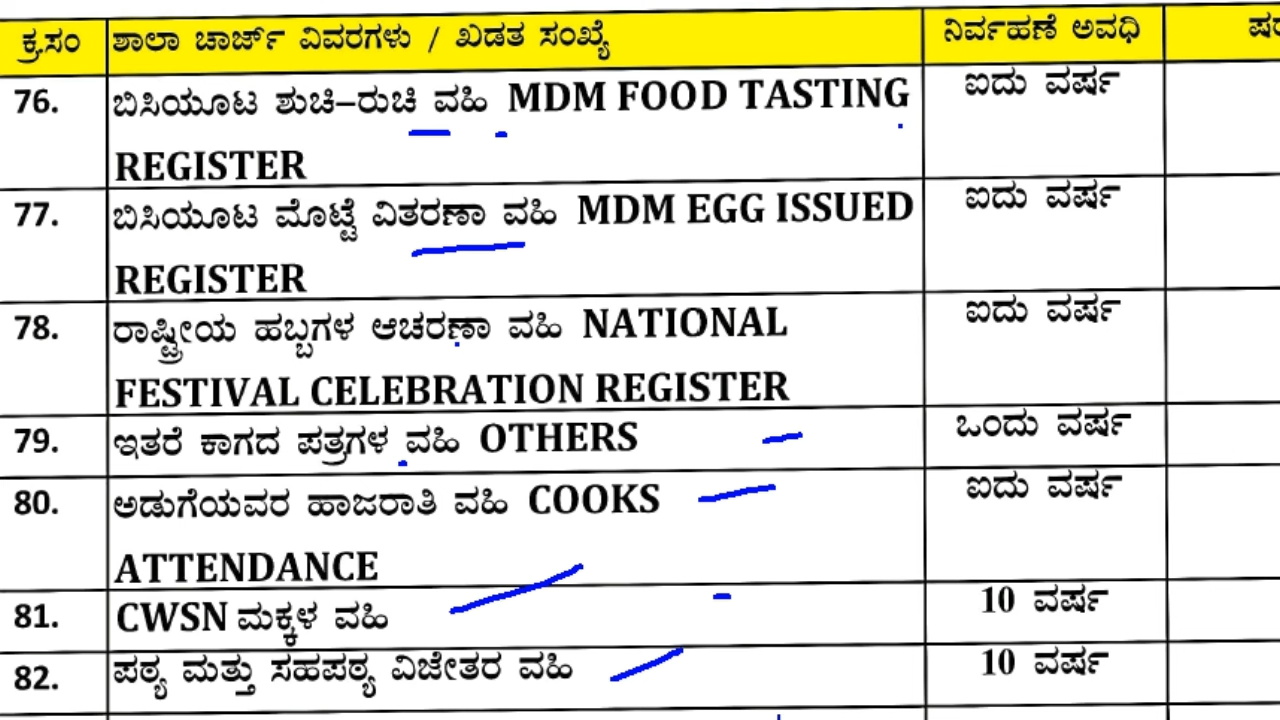 ಕ್ರ.ಸಂ ಶಾಲಾ ಚಾರ್ಜ್ ವಿವರಗಳು / ಖಡತ ಸಂಖ್ಯೆ ನಿರ್ವಹಣೆ ಅವಧಿ
76. ಬಿಸಿಯೂಟ ಶುಚಿ–ರುಚಿ ವಹಿ MDM FOOD TASTING ಐದು ವರ್ಷ
REGISTER
77. ಬಿಸಿಯೂಟ ಮೊಟ್ಟೆ ವಿತರಣಾ ವಹಿ MDM EGG ISSUED ಐದು ವರ್ಷ
REGISTER
78. ರಾಷ್ಟ್ರೀಯ ಹಬ್ಬಗಳ ಆಚರಣಾ ವಹಿ NATIONAL ಐದು ವರ್ಷ
FESTIVAL CELEBRATION REGISTER
79. ಇತರೆ ಕಾಗದ ಪತ್ರಗಳ ವಹಿ OTHERS ಒಂದು ವರ್ಷ
80. ಅಡುಗೆಯವರ ಹಾಜರಾತಿ ವಹಿ COOKS ಐದು ವರ್ಷ
ATTENDANCE
81. CWSN ಮಕ್ಕಳ ವಹಿ 10 ವರ್ಷ
82. ಪಠ್ಯ ಮತ್ತು ಸಹಪಠ್ಯ ವಿಜೇತರ ವಹಿ 10 ವರ್ಷ